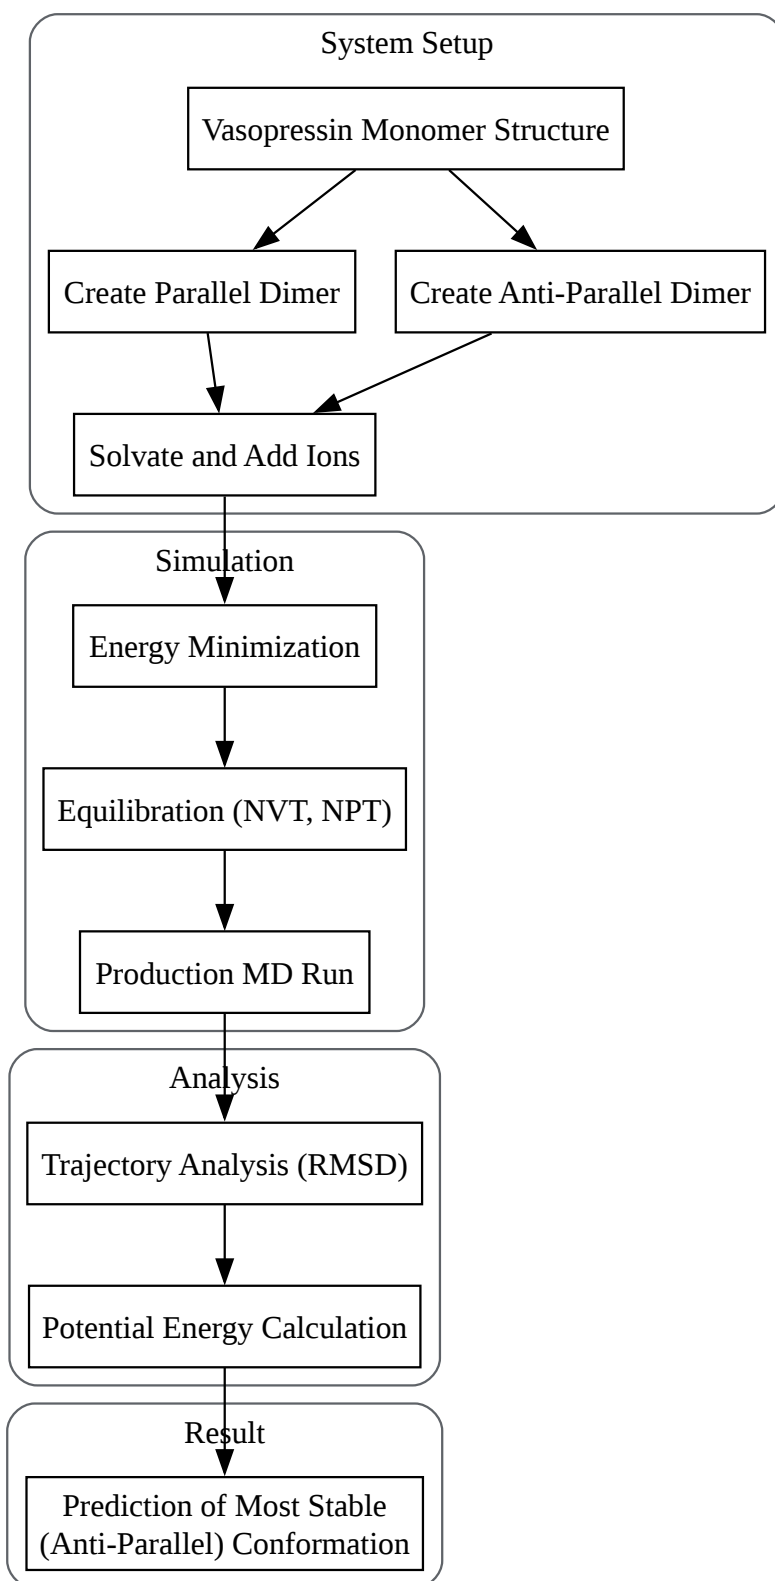 System Setup
Vasopressin Monomer Structure
Create Parallel Dimer
Create Anti-Parallel Dimer
Solvate and Add Ions
Simulation
Energy Minimization
Equilibration (NVT, NPT)
Production MD Run
Analysis
Trajectory Analysis (RMSD)
Potential Energy Calculation
Result
Prediction of Most Stable
(Anti-Parallel) Conformation